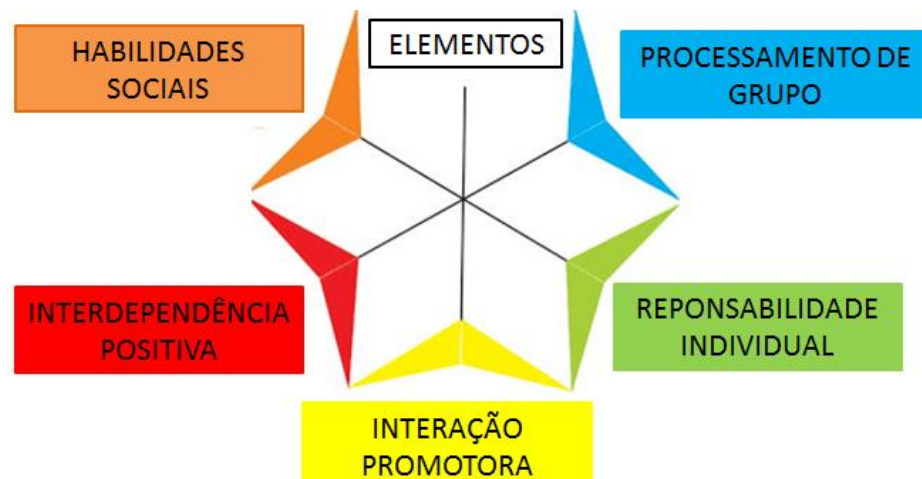 ELEMENTOS
HABILIDADES
SOCIAIS
PROCESSAMENTO DE
GRUPO
INTERDEPENDÊNCIA
POSITIVA
REPONSABILIDADE
INDIVIDUAL
INTERAÇÃO
PROMOTORA